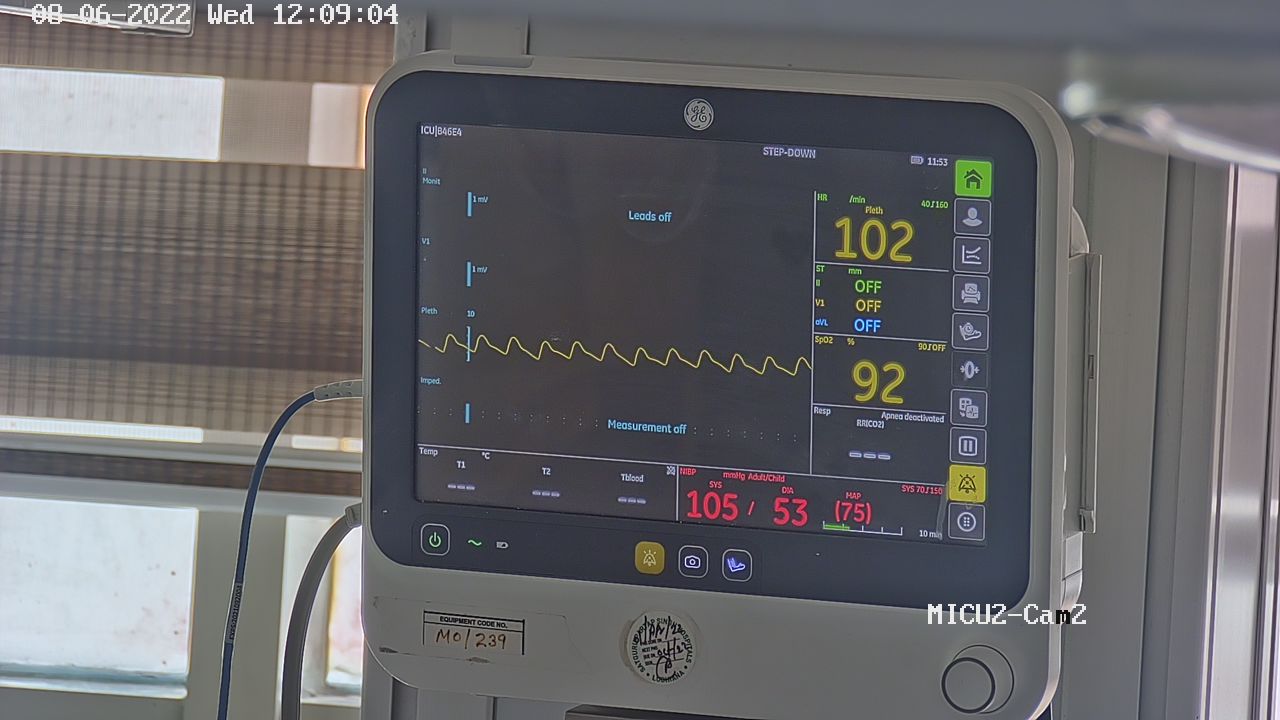 08-06-2022 Wed 12:09:04
GE
ICU|B46E4
STEP-DOWN
11:53
II
Monit
1 mV
Leads off
HR /min 40 160
Pleth
102
V1
1 mV
ST mm
II OFF
V1 OFF
aVL OFF
Pleth 10
SpO2 % 90 OFF
92
Imped.
Measurement off
Resp Apnea deactivated
RR(CO2)
---
Temp °C
T1 T2 Tblood
--- --- ---
NIBP mmHg Adult/Child
SYS DIA MAP SYS 70 150
105 / 53 (75)
10 min
MICU2-Cam2
EQUIPMENT CODE NO.
MO/239
LUDHIANA